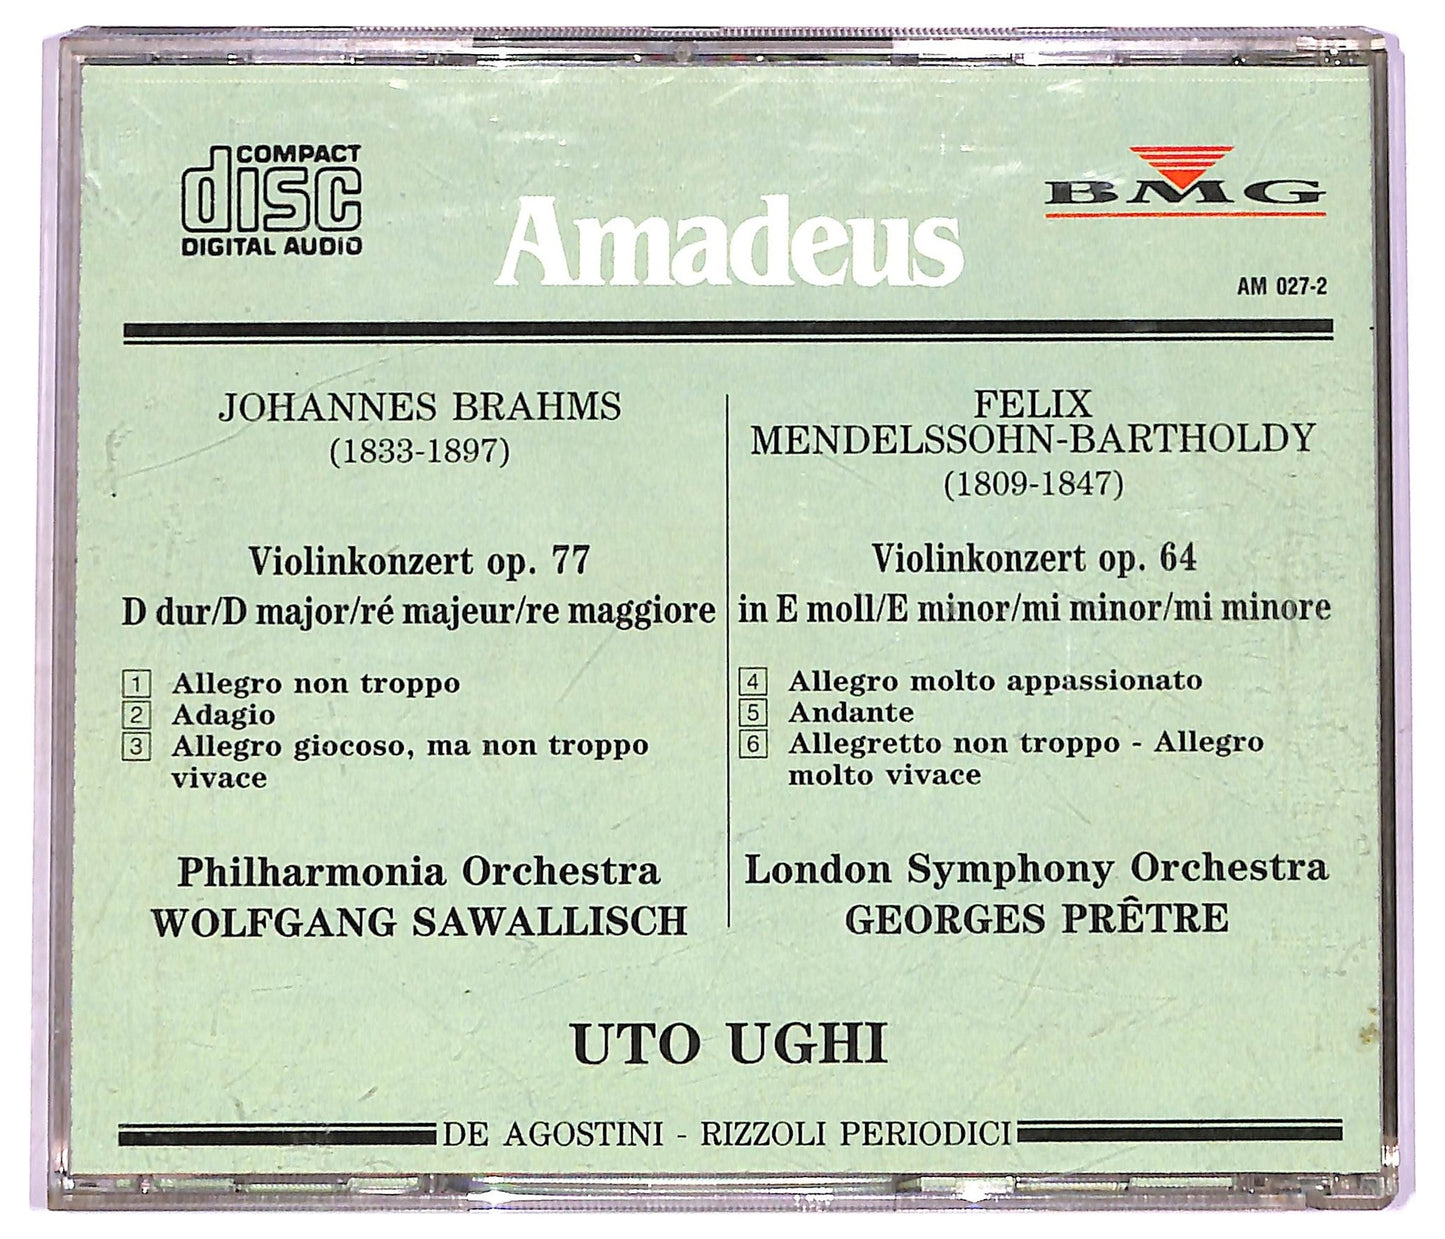 COMPACT
disc
DIGITAL AUDIO
Amadeus
BMG
AM 027-2
JOHANNES BRAHMS
(1833-1897)
Violinkonzert op. 77
D dur/D major/ré majeur/re maggiore
1 Allegro non troppo
2 Adagio
3 Allegro giocoso, ma non troppo
vivace
Philharmonia Orchestra
WOLFGANG SAWALLISCH
FELIX
MENDELSSOHN-BARTHOLDY
(1809-1847)
Violinkonzert op. 64
in E moll/E minor/mi minor/mi minore
4 Allegro molto appassionato
5 Andante
6 Allegretto non troppo - Allegro
molto vivace
London Symphony Orchestra
GEORGES PRÊTRE
UTO UGHI
DE AGOSTINI - RIZZOLI PERIODICI